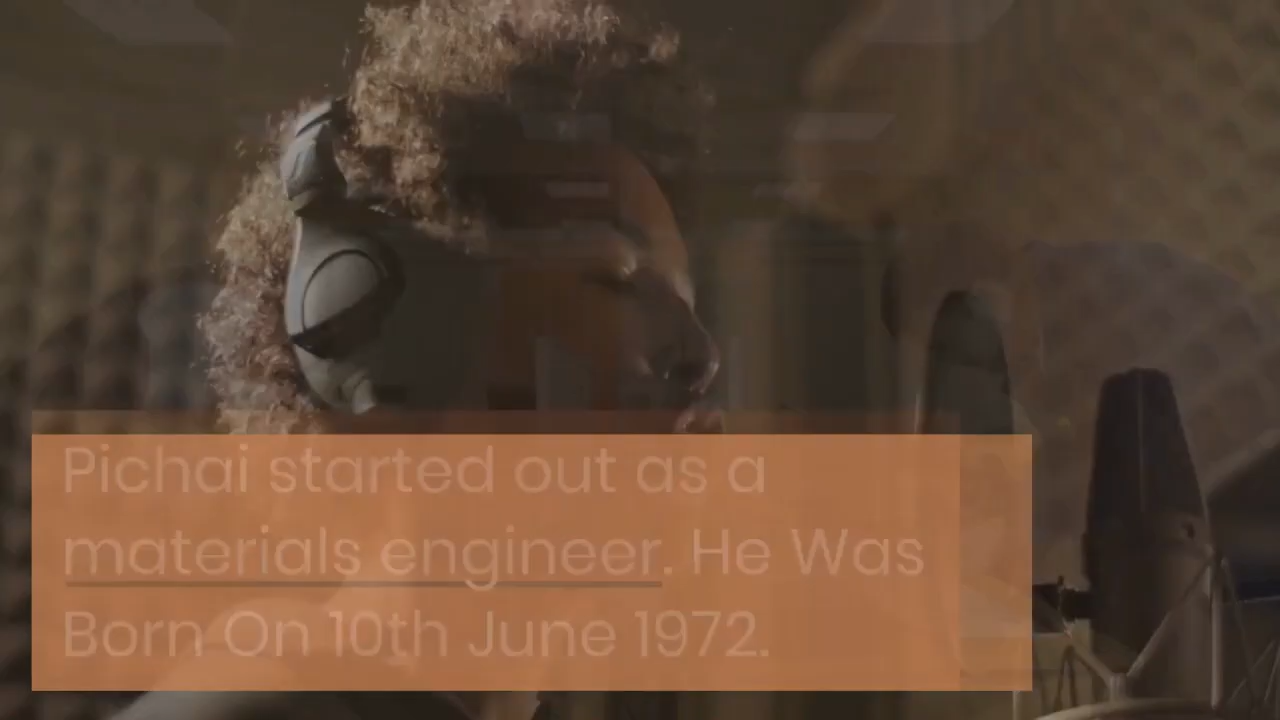 Pichai started out as a
materials engineer. He Was
Born On 10th June 1972.